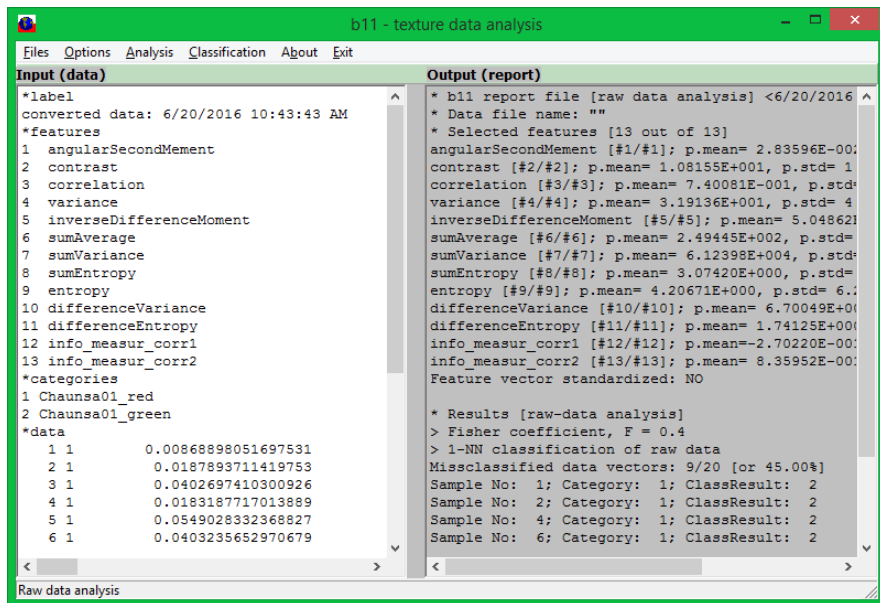 b11 - texture data analysis
Files Options Analysis Classification About Exit
Input (data)
*label
converted data: 6/20/2016 10:43:43 AM
*features
1 angularSecondMement
2 contrast
3 correlation
4 variance
5 inverseDifferenceMoment
6 sumAverage
7 sumVariance
8 sumEntropy
9 entropy
10 differenceVariance
11 differenceEntropy
12 info_measur_corr1
13 info_measur_corr2
*categories
1 Chaunsa01_red
2 Chaunsa01_green
*data
1 1 0.00868898051697531
2 1 0.0187893711419753
3 1 0.0402697410300926
4 1 0.0183187717013889
5 1 0.0549028332368827
6 1 0.0403235652970679
Output (report)
* b11 report file [raw data analysis] <6/20/2016
* Data file name: ""
* Selected features [13 out of 13]
angularSecondMement [#1/#1]; p.mean= 2.83596E-002
contrast [#2/#2]; p.mean= 1.08155E+001, p.std= 1
correlation [#3/#3]; p.mean= 7.40081E-001, p.std=
variance [#4/#4]; p.mean= 3.19136E+001, p.std= 4
inverseDifferenceMoment [#5/#5]; p.mean= 5.04862
sumAverage [#6/#6]; p.mean= 2.49445E+002, p.std=
sumVariance [#7/#7]; p.mean= 6.12398E+004, p.std
sumEntropy [#8/#8]; p.mean= 3.07420E+000, p.std=
entropy [#9/#9]; p.mean= 4.20671E+000, p.std= 6.
differenceVariance [#10/#10]; p.mean= 6.70049E+00
differenceEntropy [#11/#11]; p.mean= 1.74125E+00
info_measur_corr1 [#12/#12]; p.mean=-2.70220E-00
info_measur_corr2 [#13/#13]; p.mean= 8.35952E-00
Feature vector standardized: NO
* Results [raw-data analysis]
> Fisher coefficient, F = 0.4
> 1-NN classification of raw data
Missclassified data vectors: 9/20 [or 45.00%]
Sample No: 1; Category: 1; ClassResult: 2
Sample No: 2; Category: 1; ClassResult: 2
Sample No: 4; Category: 1; ClassResult: 2
Sample No: 6; Category: 1; ClassResult: 2
Raw data analysis